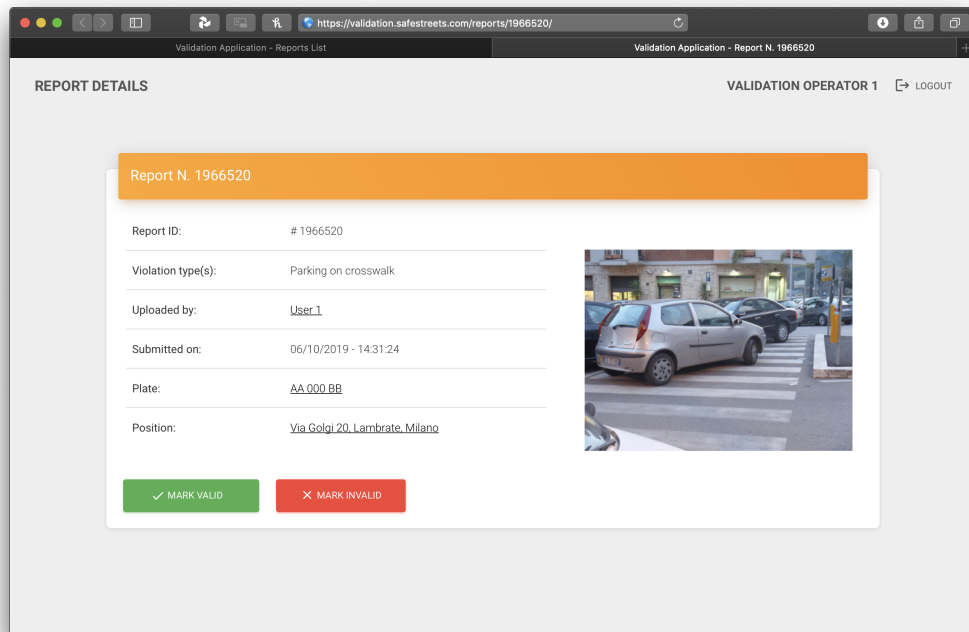 https://validation.safestreets.com/reports/1966520/
Validation Application - Reports List
Validation Application - Report N. 1966520
REPORT DETAILS
VALIDATION OPERATOR 1
LOGOUT
Report N. 1966520
Report ID: # 1966520
Violation type(s): Parking on crosswalk
Uploaded by: User 1
Submitted on: 06/10/2019 - 14:31:24
Plate: AA 000 BB
Position: Via Golgi 20, Lambrate, Milano
MARK VALID
MARK INVALID